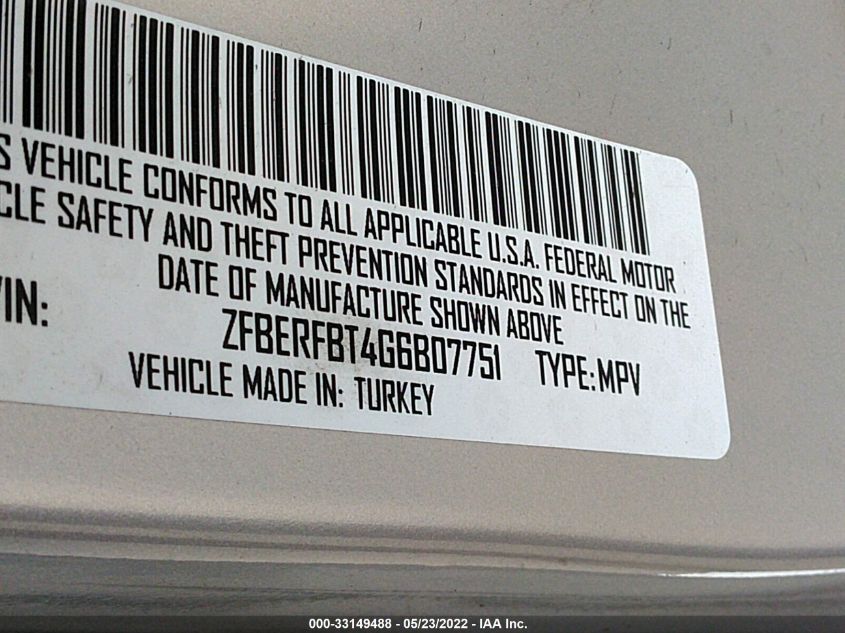 S VEHICLE CONFORMS TO ALL APPLICABLE U.S.A. FEDERAL MOTOR
CLE SAFETY AND THEFT PREVENTION STANDARDS IN EFFECT ON THE
DATE OF MANUFACTURE SHOWN ABOVE
VIN: ZFBERFBT4G6B07751 TYPE: MPV
VEHICLE MADE IN: TURKEY
000-33149488 - 05/23/2022 - IAA Inc.